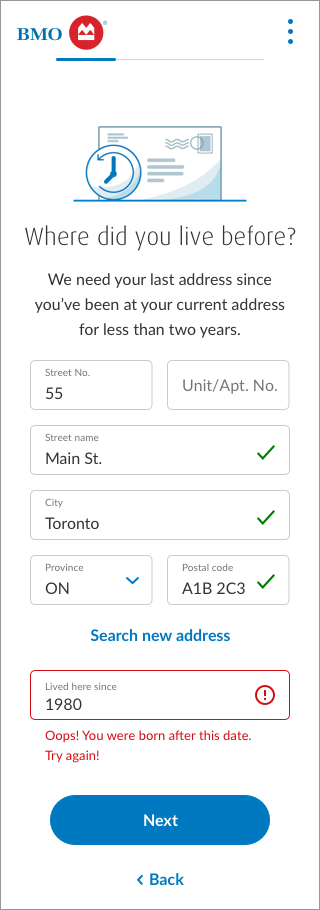 BMO
Where did you live before?
We need your last address since
you’ve been at your current address
for less than two years.
Street No.
55
Unit/Apt. No.
Street name
Main St.
City
Toronto
Province
ON
Postal code
A1B 2C3
Search new address
Lived here since
1980
Oops! You were born after this date.
Try again!
Next
Back